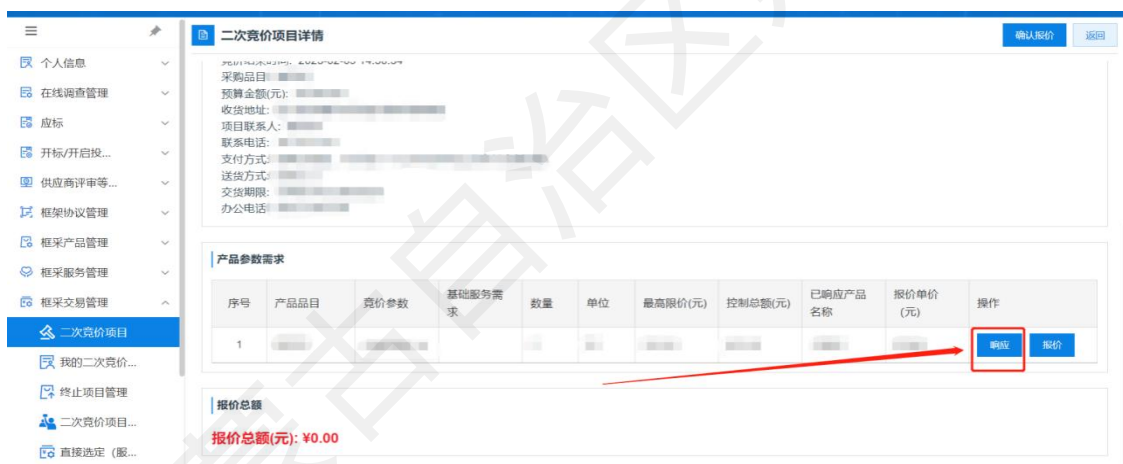 二次竞价项目详情
确认报价
返回
个人信息
在线调查管理
应标
开标/开启投...
供应商评审等...
框架协议管理
框采产品管理
框采服务管理
框采交易管理
二次竞价项目
我的二次竞价...
终止项目管理
二次竞价项目...
直接选定（服...
采购品目
预算金额(元):
收货地址:
项目联系人:
联系电话:
支付方式:
送货方式:
交货期限:
办公电话
产品参数需求
序号 产品品目 竞价参数 基础服务需求 数量 单位 最高限价(元) 控制总额(元) 已响应产品名称 报价单价(元) 操作
1 响应 报价
报价总额
报价总额(元): ¥0.00
蒙古自治区